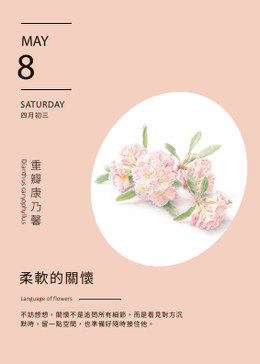 MAY
8
SATURDAY
四月初三
重瓣康乃馨
Dianthus caryophyllus
柔軟的關懷
Language of flowers
不妨想想，關懷不是追問所有細節，而是看見對方沉
默時，留一點空間，也準備好隨時接住他。